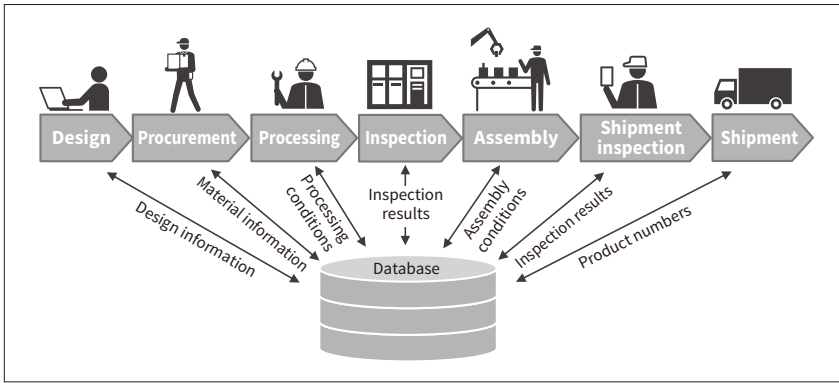 Design
Procurement
Processing
Inspection
Assembly
Shipment
inspection
Shipment
Design information
Material information
Processing
conditions
Inspection
results
Assembly
conditions
Inspection results
Product numbers
Database